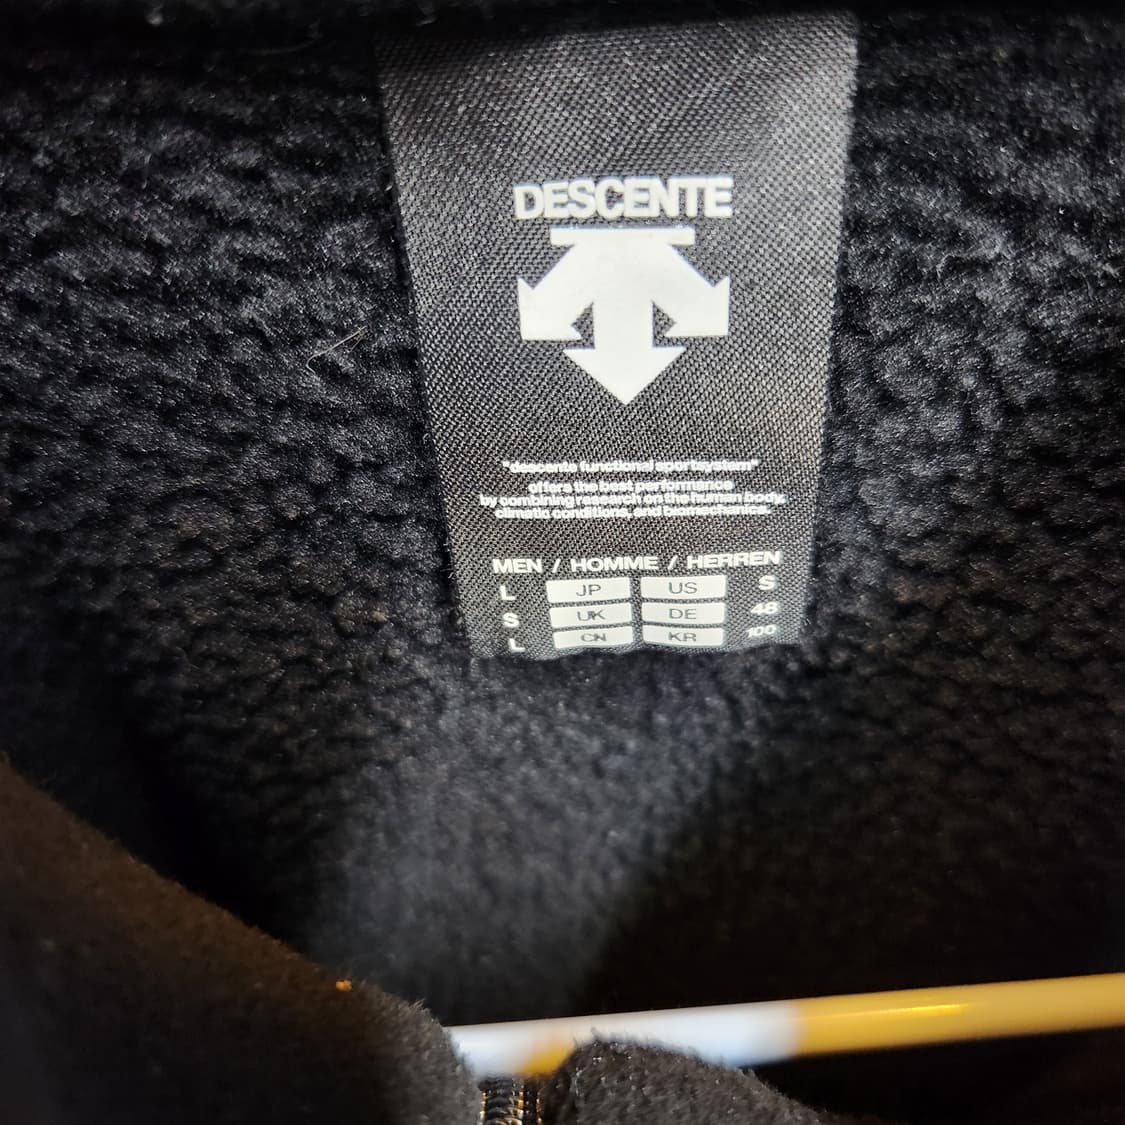 DESCENTE
"descente functional sportsystem"
offers the best performance
by combining research on the human body,
climatic conditions, and biomechanics.
MEN / HOMME / HERREN
L JP US S
S UK DE 48
L CN KR 100